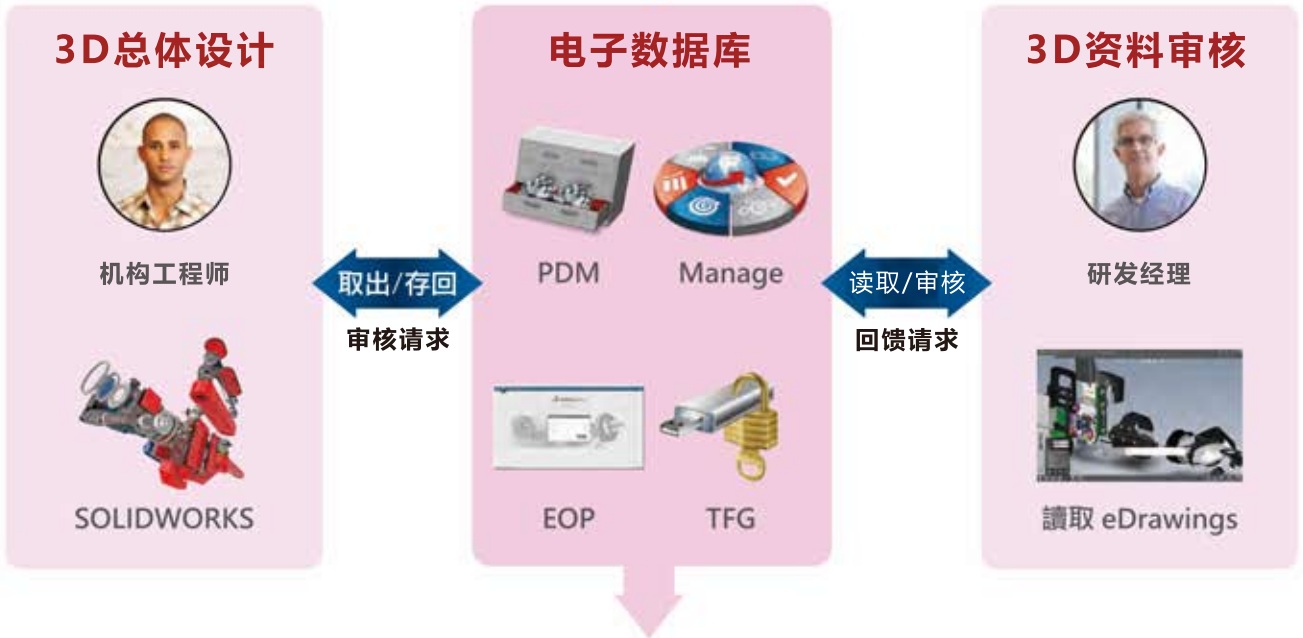 3D总体设计
机构工程师
SOLIDWORKS
取出/存回
审核请求
电子数据库
PDM
Manage
EOP
TFG
读取/审核
回馈请求
3D资料审核
研发经理
讀取 eDrawings